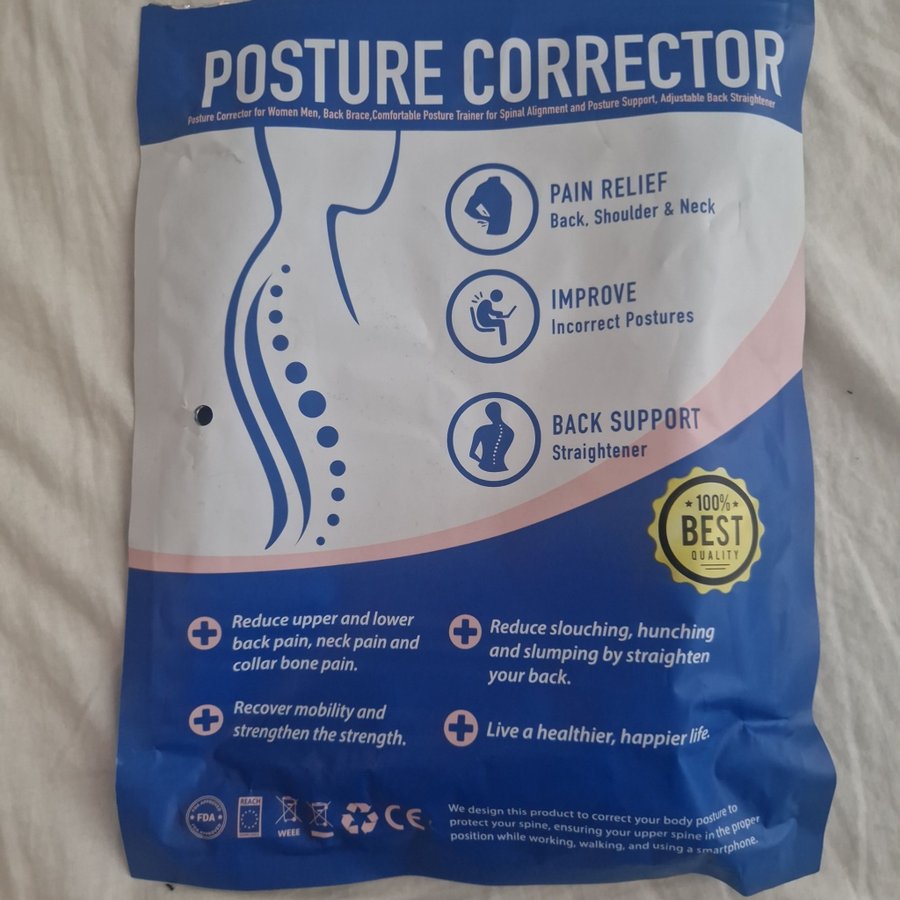 POSTURE CORRECTOR
Posture Corrector for Women Men, Back Brace,Comfortable Posture Trainer for Spinal Alignment and Posture Support, Adjustable Back Straightener
PAIN RELIEF
Back, Shoulder & Neck
IMPROVE
Incorrect Postures
BACK SUPPORT
Straightener
100%
BEST
QUALITY
Reduce upper and lower
back pain, neck pain and
collar bone pain.
Reduce slouching, hunching
and slumping by straighten
your back.
Recover mobility and
strengthen the strength.
Live a healthier, happier life.
FDA
REACH
WEEE
CE
We design this product to correct your body posture to
protect your spine, ensuring your upper spine in the proper
position while working, walking, and using a smartphone.